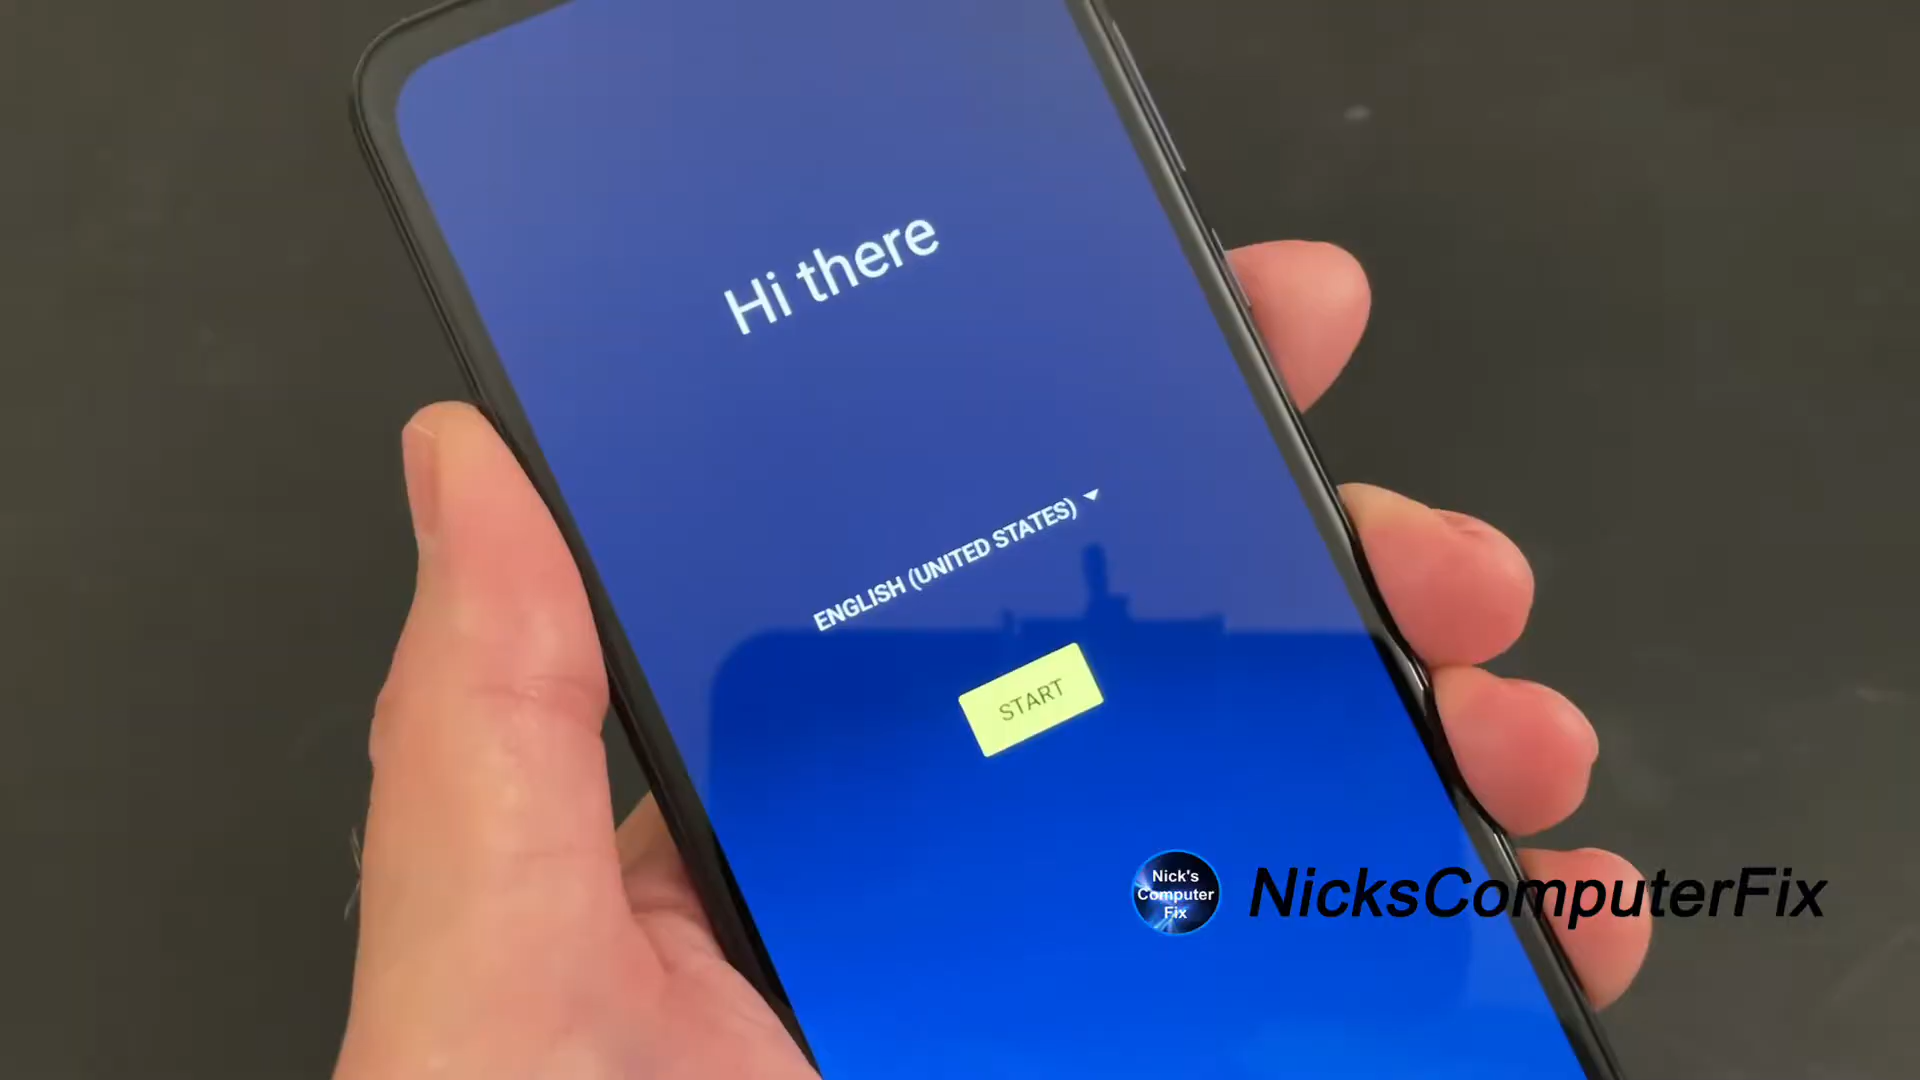 Hi there
ENGLISH (UNITED STATES)
START
Nick's
Computer
Fix
NicksComputerFix